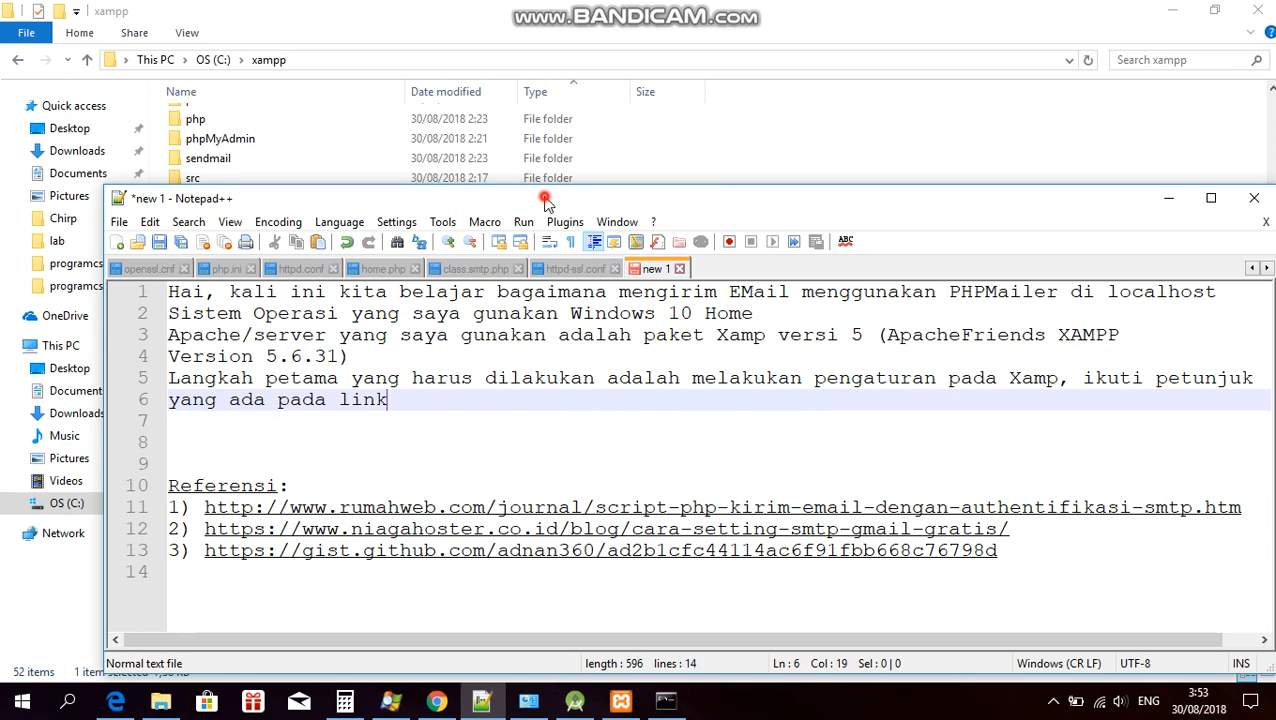 xampp
www.BANDICAM.com
File Home Share View
This PC OS (C:) xampp Search xampp
Name Date modified Type Size
Quick access
Desktop
Downloads
Documents
Pictures
Chirp
lab
programcs
programcs
OneDrive
This PC
Desktop
Document
Download
Music
Pictures
Videos
OS (C:)
Network
php 30/08/2018 2:23 File folder
phpMyAdmin 30/08/2018 2:21 File folder
sendmail 30/08/2018 2:23 File folder
src 30/08/2018 2:17 File folder
*new 1 - Notepad++
File Edit Search View Encoding Language Settings Tools Macro Run Plugins Window ? X
openssl.cnf php.ini httpd.conf home.php class.smtp.php httpd-ssl.conf new 1
1 Hai, kali ini kita belajar bagaimana mengirim EMail menggunakan PHPMailer di localhost
2 Sistem Operasi yang saya gunakan Windows 10 Home
3 Apache/server yang saya gunakan adalah paket Xamp versi 5 (ApacheFriends XAMPP
4 Version 5.6.31)
5 Langkah petama yang harus dilakukan adalah melakukan pengaturan pada Xamp, ikuti petunjuk
6 yang ada pada link
7
8
9
10 Referensi:
11 1) http://www.rumahweb.com/journal/script-php-kirim-email-dengan-authentifikasi-smtp.htm
12 2) https://www.niagahoster.co.id/blog/cara-setting-smtp-gmail-gratis/
13 3) https://gist.github.com/adnan360/ad2b1cfc44114ac6f91fbb668c76798d
14
Normal text file length : 596 lines : 14 Ln : 6 Col : 19 Sel : 0 | 0 Windows (CR LF) UTF-8 INS
52 items
ENG
3:53
30/08/2018